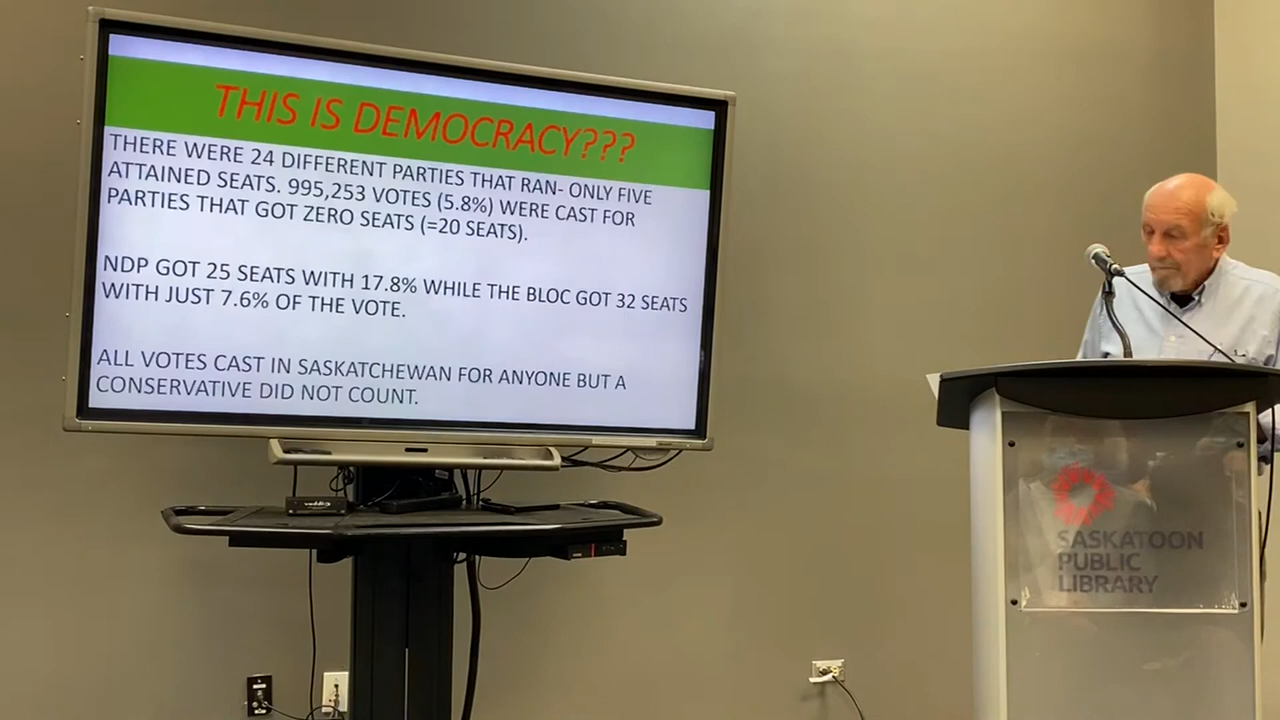 THIS IS DEMOCRACY???
THERE WERE 24 DIFFERENT PARTIES THAT RAN- ONLY FIVE
ATTAINED SEATS. 995,253 VOTES (5.8%) WERE CAST FOR
PARTIES THAT GOT ZERO SEATS (=20 SEATS).
NDP GOT 25 SEATS WITH 17.8% WHILE THE BLOC GOT 32 SEATS
WITH JUST 7.6% OF THE VOTE.
ALL VOTES CAST IN SASKATCHEWAN FOR ANYONE BUT A
CONSERVATIVE DID NOT COUNT.
SASKATOON
PUBLIC
LIBRARY